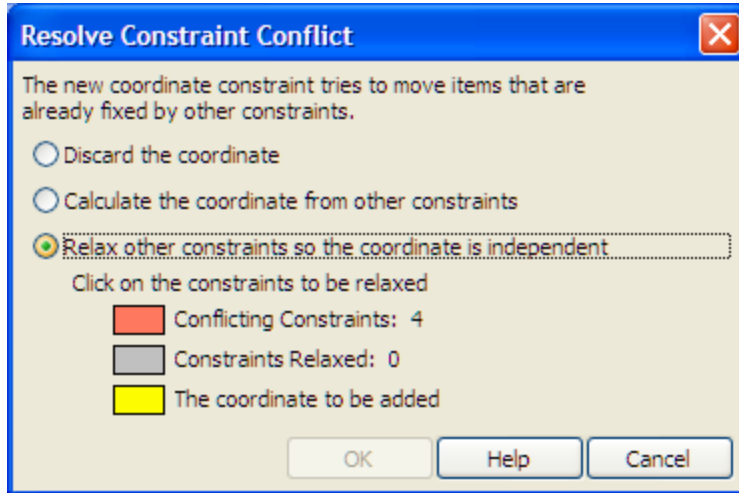 Resolve Constraint Conflict
The new coordinate constraint tries to move items that are
already fixed by other constraints.
Discard the coordinate
Calculate the coordinate from other constraints
Relax other constraints so the coordinate is independent
Click on the constraints to be relaxed
Conflicting Constraints: 4
Constraints Relaxed: 0
The coordinate to be added
OK Help Cancel